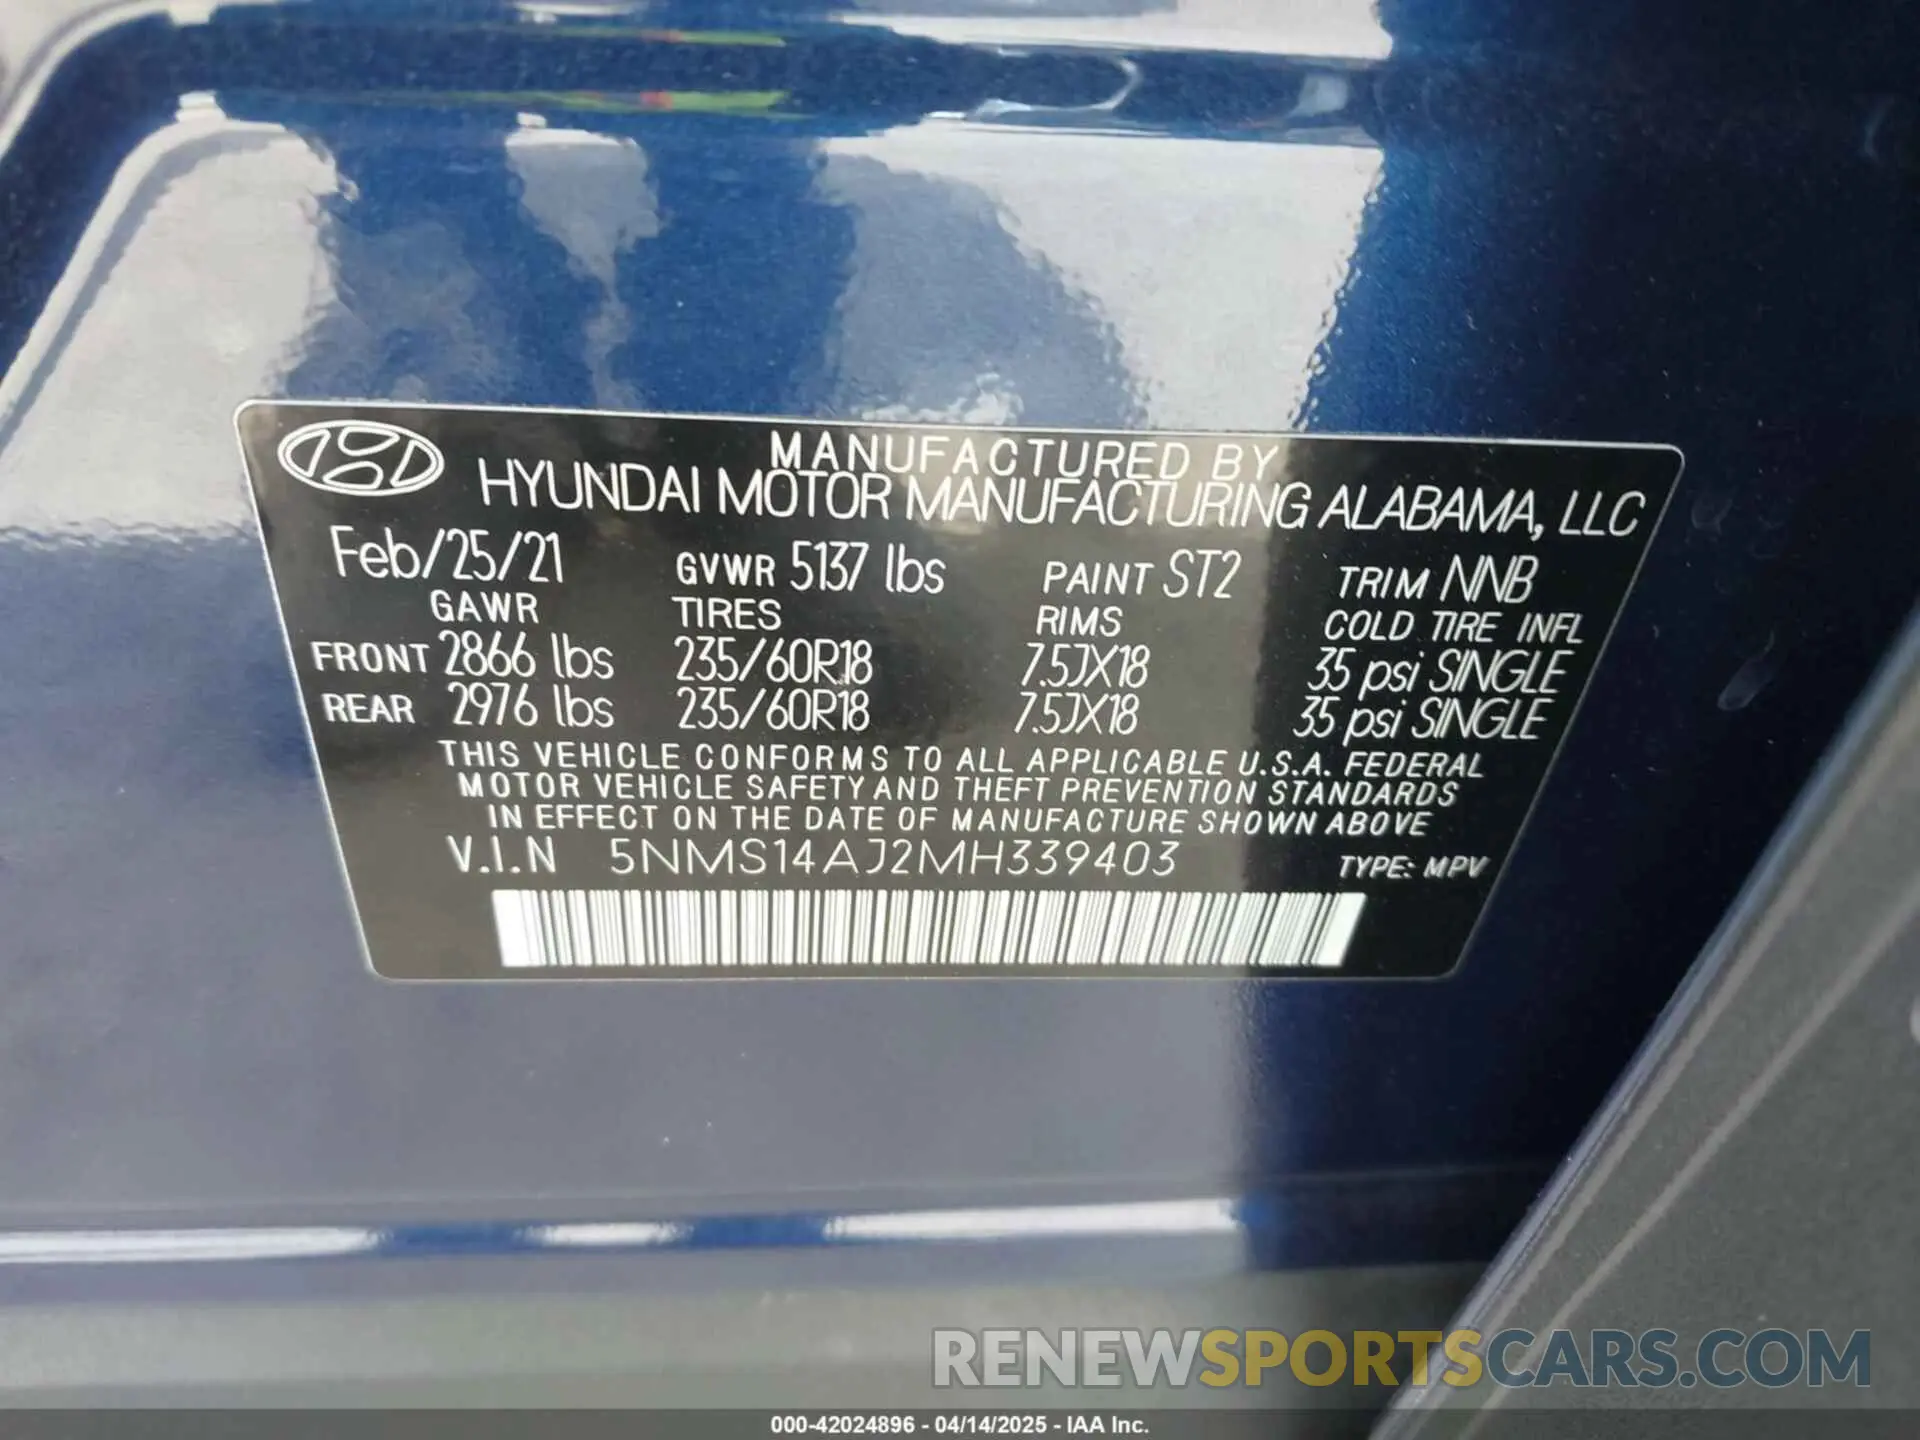 MANUFACTURED BY
HYUNDAI MOTOR MANUFACTURING ALABAMA, LLC
Feb/25/21 GVWR 5137 lbs PAINT ST2 TRIM NNB
GAWR TIRES RIMS COLD TIRE INFL
FRONT 2866 lbs 235/60R18 7.5JX18 35 psi SINGLE
REAR 2976 lbs 235/60R18 7.5JX18 35 psi SINGLE
THIS VEHICLE CONFORMS TO ALL APPLICABLE U.S.A. FEDERAL
MOTOR VEHICLE SAFETY AND THEFT PREVENTION STANDARDS
IN EFFECT ON THE DATE OF MANUFACTURE SHOWN ABOVE
V.I.N 5NMS14AJ2MH339403 TYPE: MPV
RENEWSPORTSCARS.COM
000-42024896 - 04/14/2025 - IAA Inc.